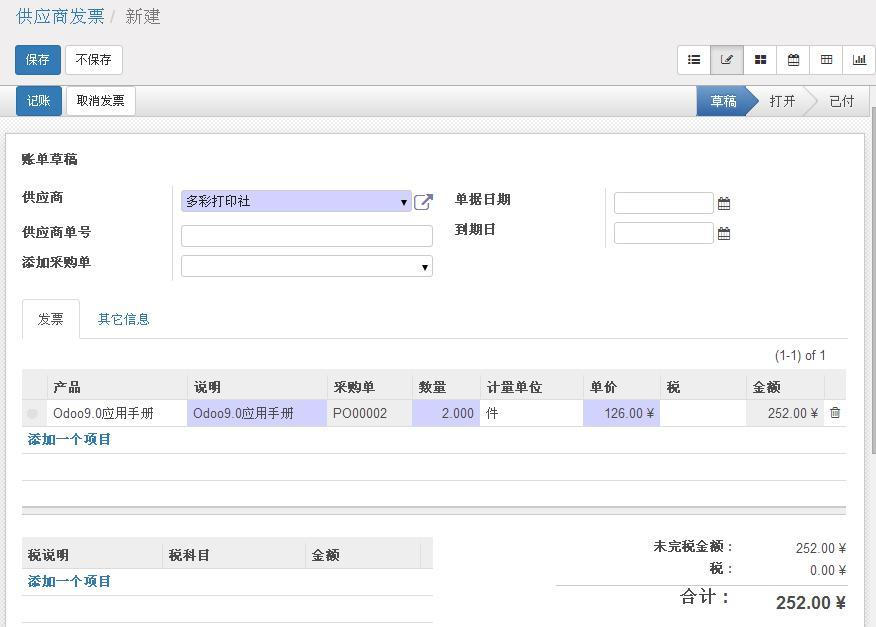 供应商发票 / 新建
保存 不保存
记账 取消发票 草稿 打开 已付
账单草稿
供应商 多彩打印社 单据日期
供应商单号 到期日
添加采购单
发票 其它信息
(1-1) of 1
产品 说明 采购单 数量 计量单位 单价 税 金额
Odoo9.0应用手册 Odoo9.0应用手册 PO00002 2.000 件 126.00 ¥ 252.00 ¥
添加一个项目
税说明 税科目 金额 未完税金额： 252.00 ¥
添加一个项目 税： 0.00 ¥
合计： 252.00 ¥